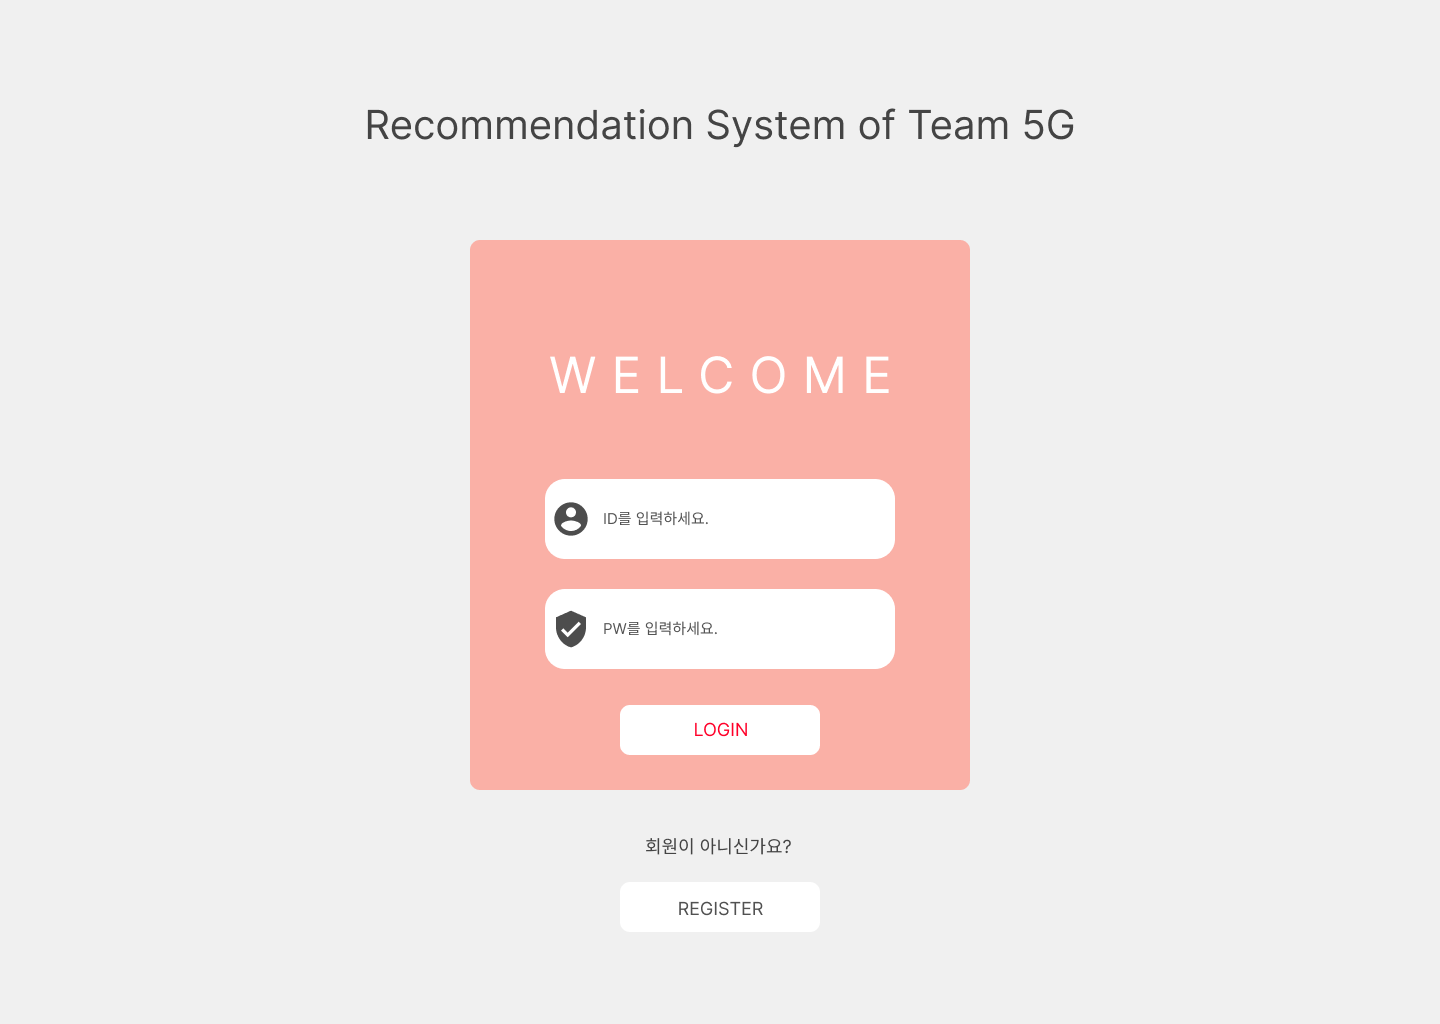 Recommendation System of Team 5G
WELCOME
ID를 입력하세요.
PW를 입력하세요.
LOGIN
회원이 아니신가요?
REGISTER